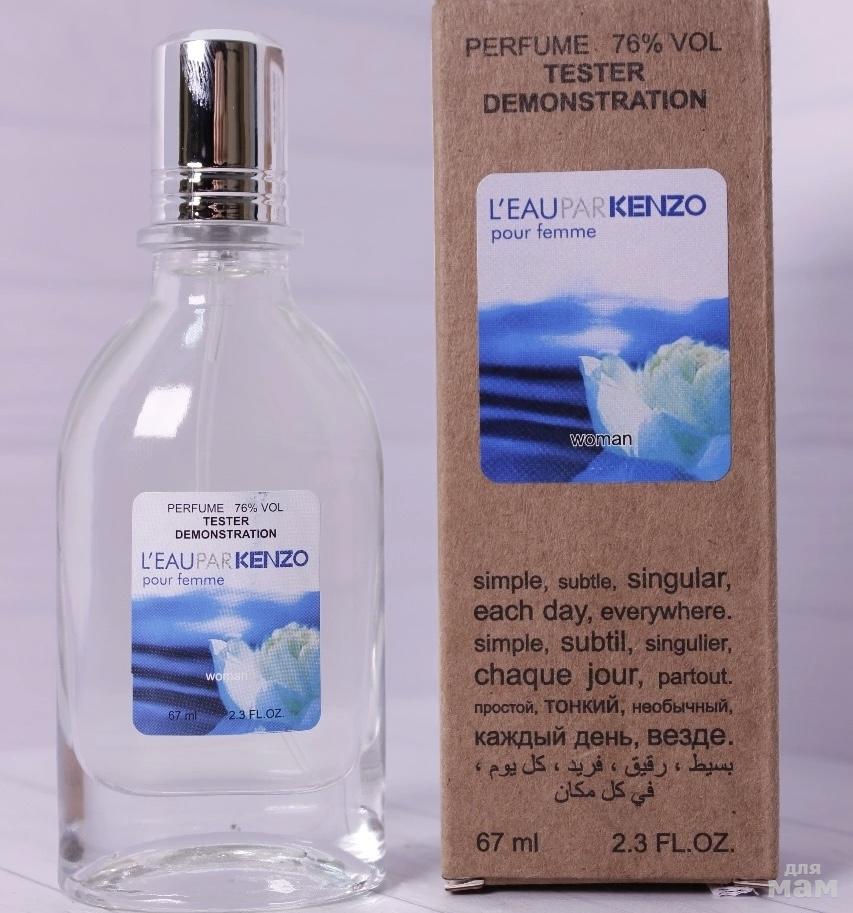 PERFUME 76% VOL
TESTER
DEMONSTRATION
L'EAUPARKENZO
pour femme
woman
67 ml 2.3 FL.OZ.
PERFUME 76% VOL
TESTER
DEMONSTRATION
L'EAUPARKENZO
pour femme
woman
simple, subtle, singular,
each day, everywhere.
simple, subtil, singulier,
chaque jour, partout.
простой, тонкий, необычный,
каждый день, везде.
بسيط ، رقيق ، فريد ، كل يوم ،
في كل مكان
67 ml 2.3 FL.OZ.
для
мам